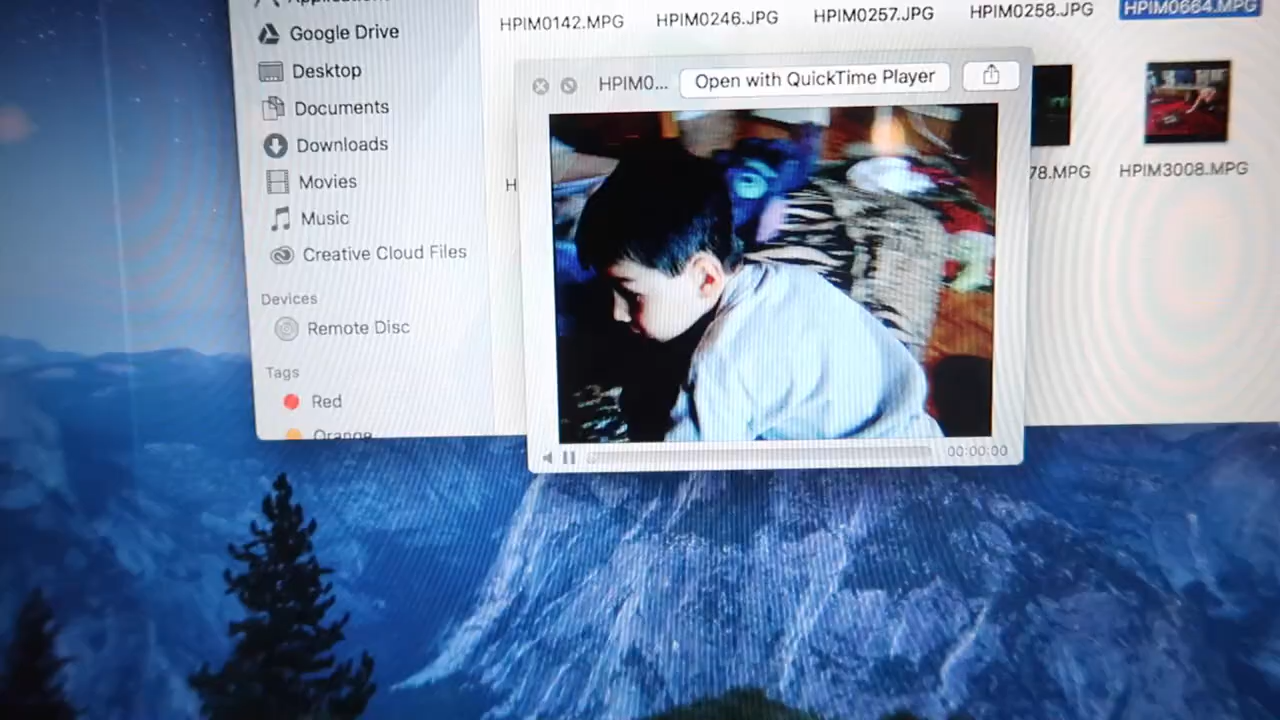 HPIM0142.MPG
HPIM0246.JPG
HPIM0257.JPG
HPIM0258.JPG
HPIM0664.MPG
Google Drive
Desktop
Documents
Downloads
Movies
Music
Creative Cloud Files
Devices
Remote Disc
Tags
Red
Orange
HPIM0...
Open with QuickTime Player
H
78.MPG
HPIM3008.MPG
00:00:00